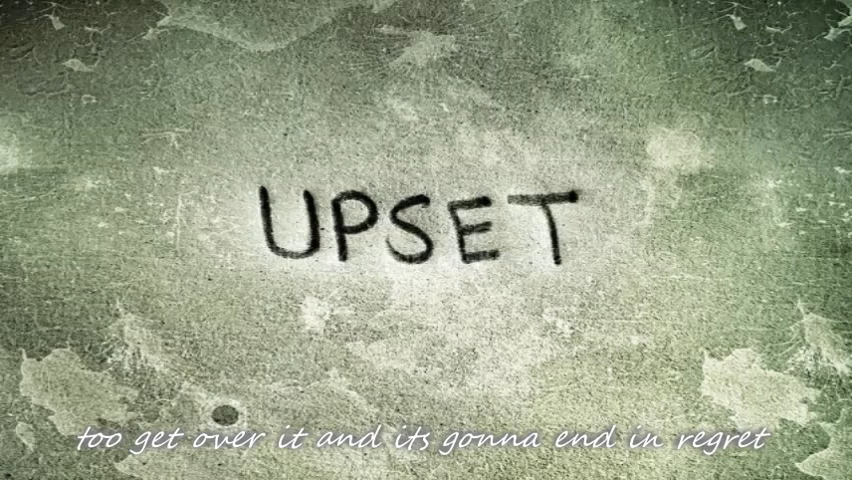 UPSET
too get over it and its gonna end in regret